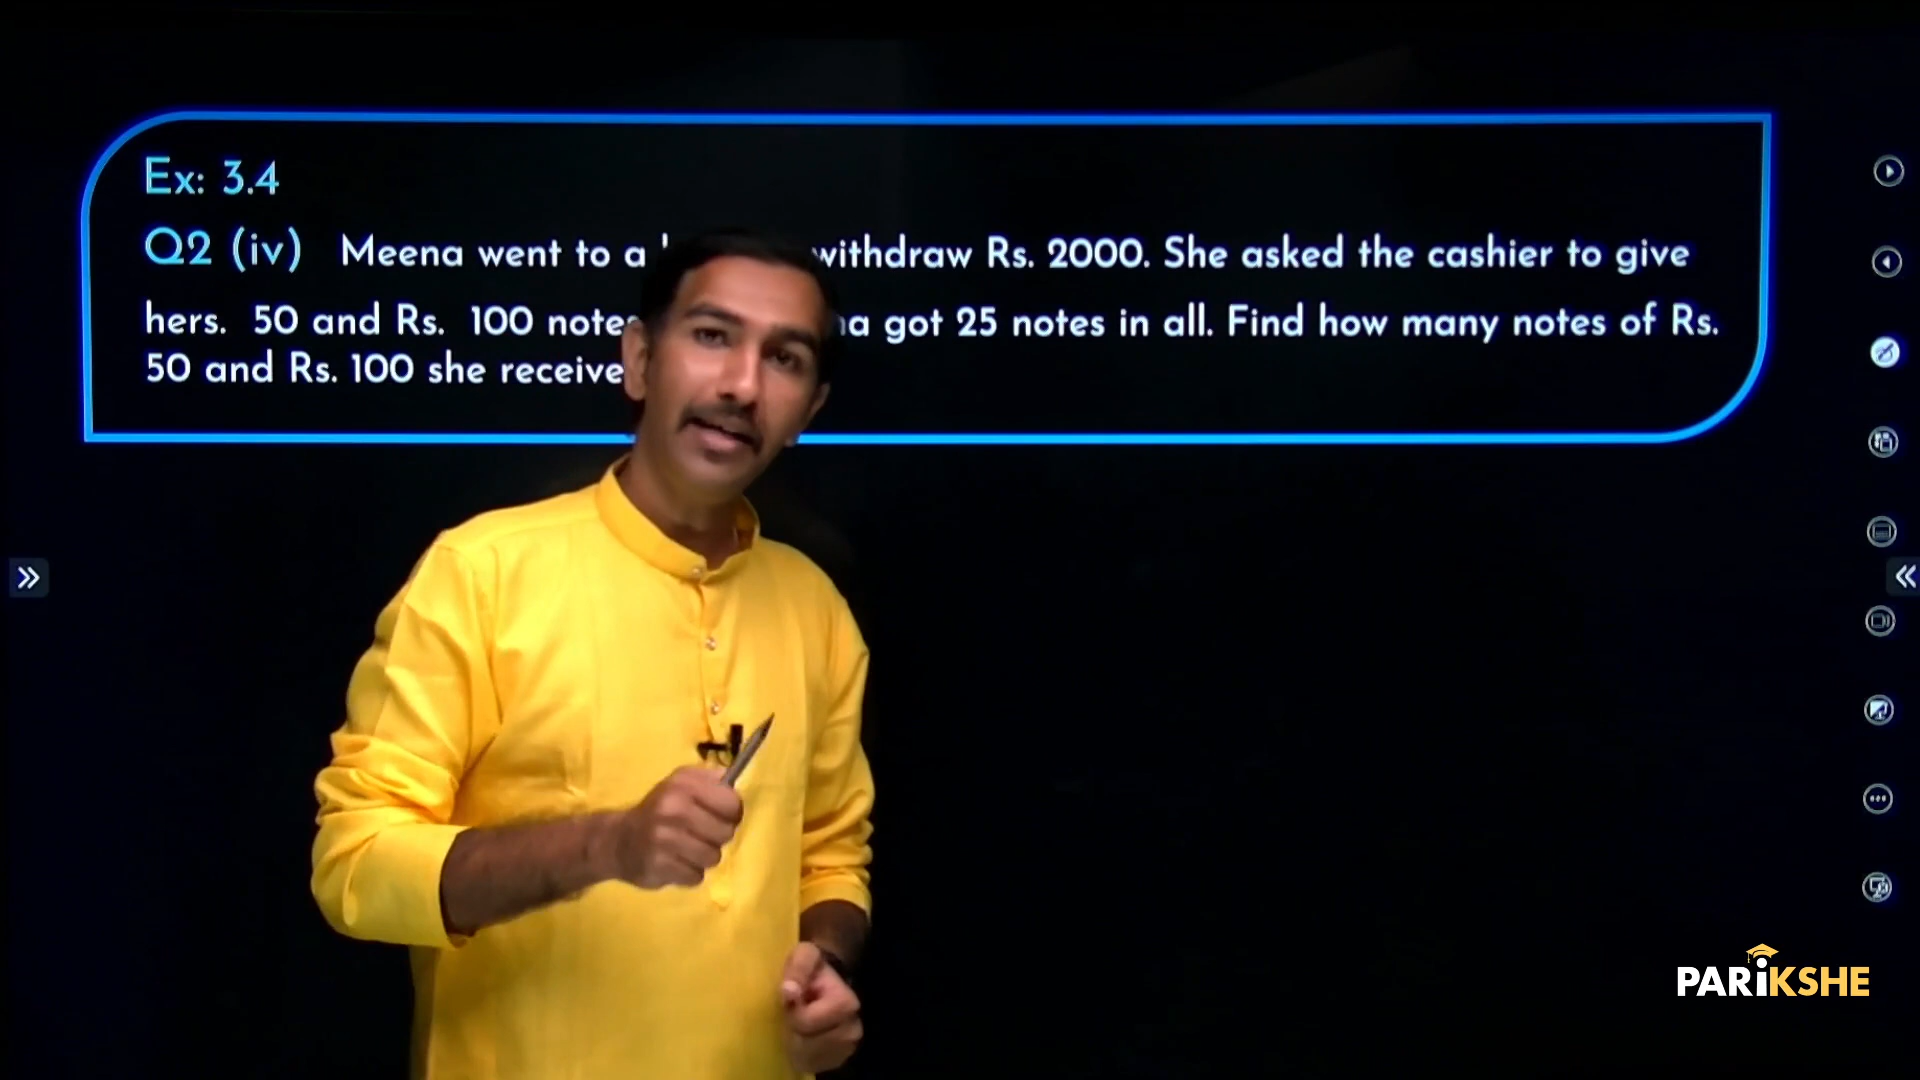 Ex: 3.4
Q2 (iv) Meena went to a withdraw Rs. 2000. She asked the cashier to give
hers. 50 and Rs. 100 got 25 notes in all. Find how many notes of Rs.
50 and Rs. 100 she
PARiKSHE